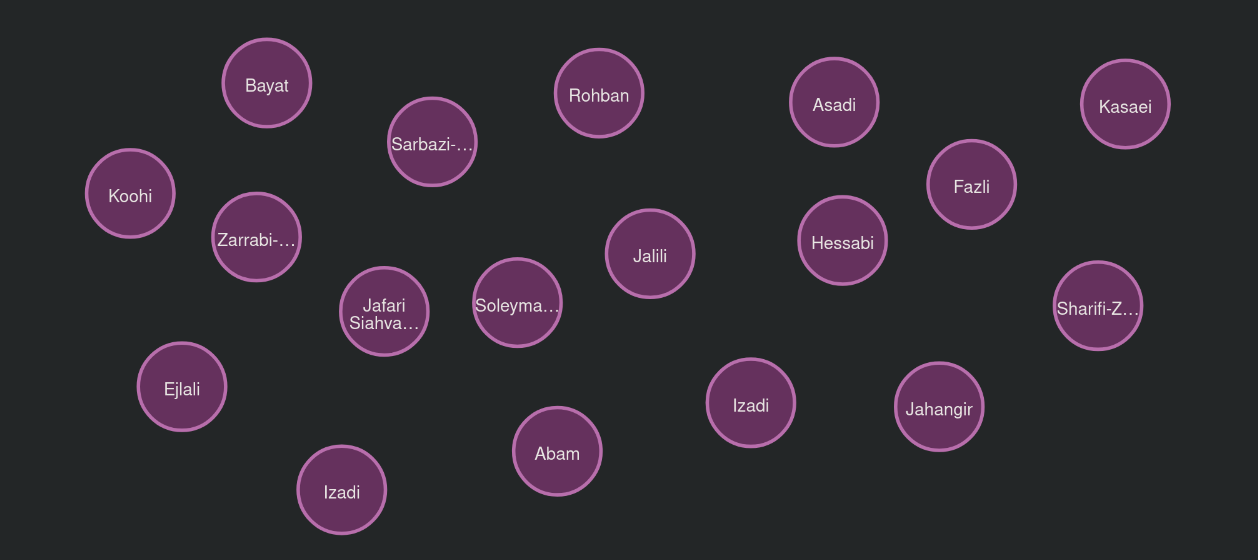 Bayat
Rohban
Asadi
Kasaei
Sarbazi-…
Koohi
Fazli
Zarrabi-…
Hessabi
Jalili
Jafari
Siahva…
Soleyma…
Sharifi-Z…
Ejlali
Izadi
Jahangir
Abam
Izadi